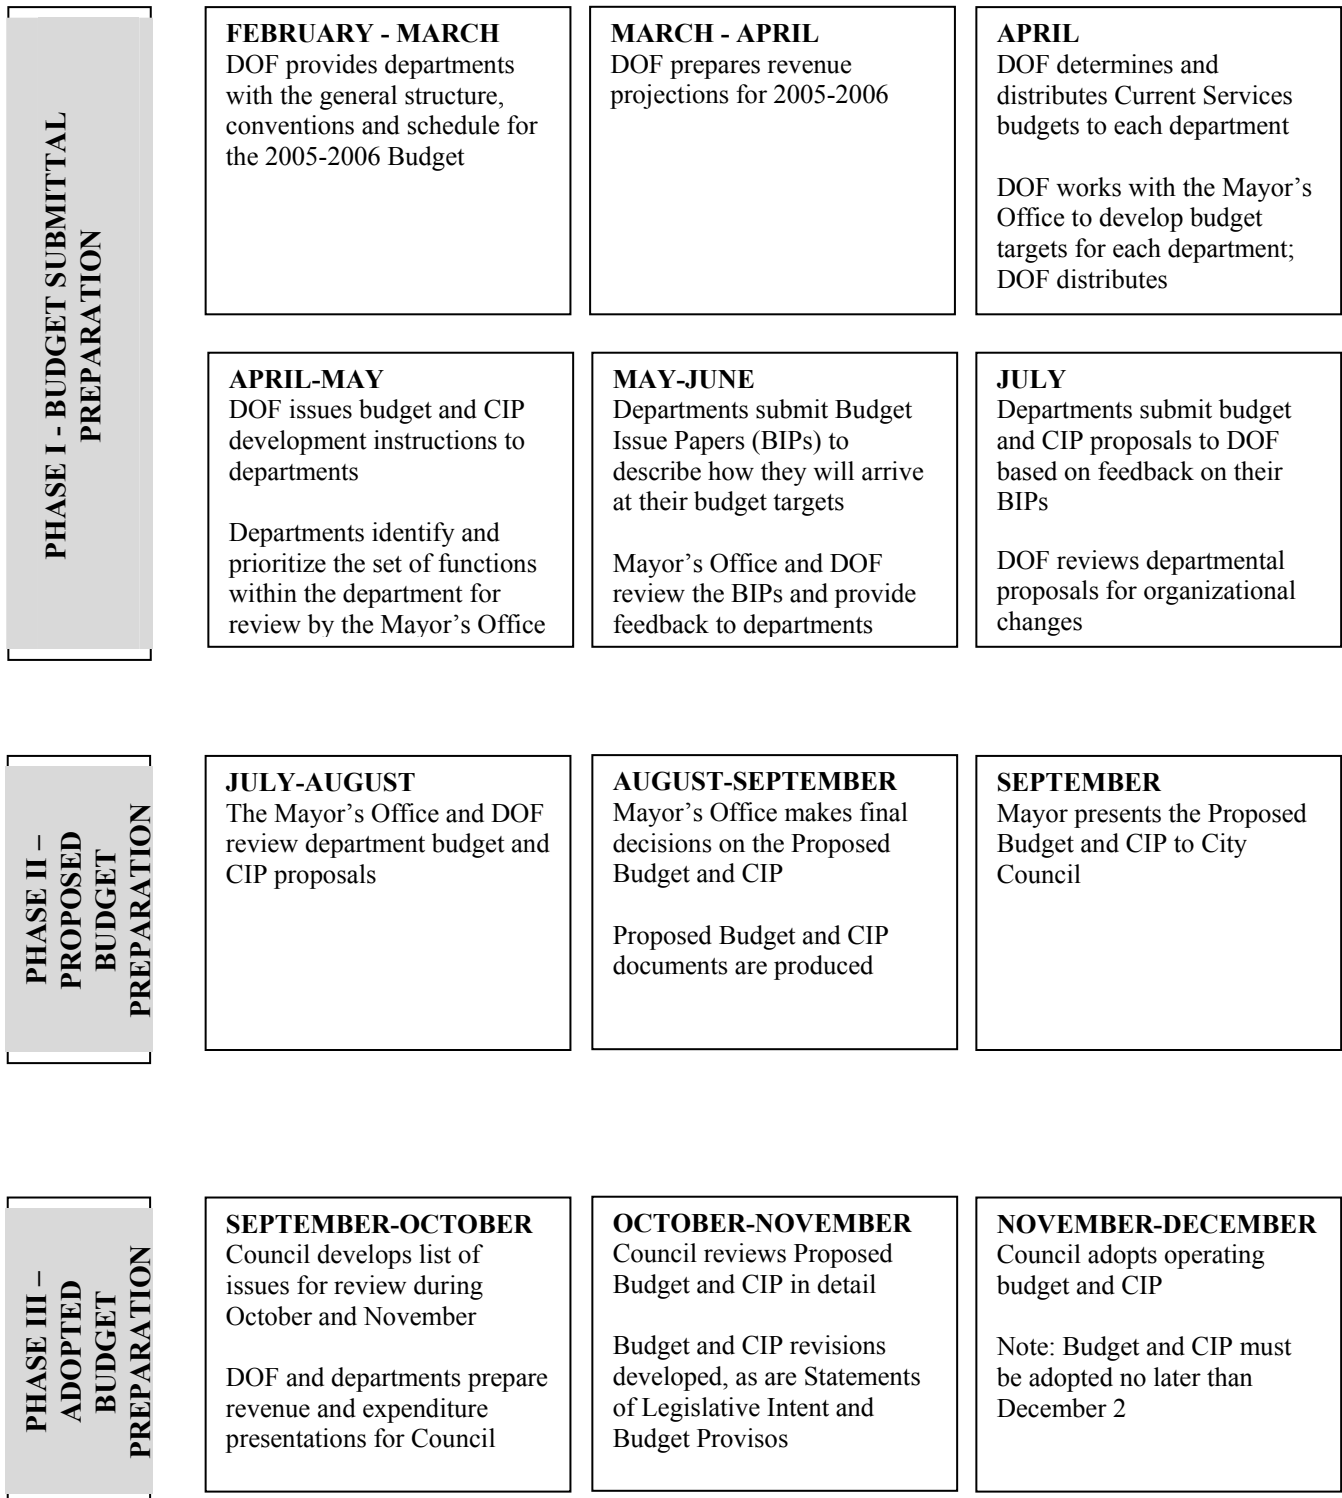 PHASE I - BUDGET SUBMITTAL
PREPARATION
FEBRUARY - MARCH
DOF provides departments
with the general structure,
conventions and schedule for
the 2005-2006 Budget
MARCH - APRIL
DOF prepares revenue
projections for 2005-2006
APRIL
DOF determines and
distributes Current Services
budgets to each department
DOF works with the Mayor’s
Office to develop budget
targets for each department;
DOF distributes
APRIL-MAY
DOF issues budget and CIP
development instructions to
departments
Departments identify and
prioritize the set of functions
within the department for
review by the Mayor’s Office
MAY-JUNE
Departments submit Budget
Issue Papers (BIPs) to
describe how they will arrive
at their budget targets
Mayor’s Office and DOF
review the BIPs and provide
feedback to departments
JULY
Departments submit budget
and CIP proposals to DOF
based on feedback on their
BIPs
DOF reviews departmental
proposals for organizational
changes
PHASE II –
PROPOSED
BUDGET
PREPARATION
JULY-AUGUST
The Mayor’s Office and DOF
review department budget and
CIP proposals
AUGUST-SEPTEMBER
Mayor’s Office makes final
decisions on the Proposed
Budget and CIP
Proposed Budget and CIP
documents are produced
SEPTEMBER
Mayor presents the Proposed
Budget and CIP to City
Council
PHASE III –
ADOPTED
BUDGET
PREPARATION
SEPTEMBER-OCTOBER
Council develops list of
issues for review during
October and November
DOF and departments prepare
revenue and expenditure
presentations for Council
OCTOBER-NOVEMBER
Council reviews Proposed
Budget and CIP in detail
Budget and CIP revisions
developed, as are Statements
of Legislative Intent and
Budget Provisos
NOVEMBER-DECEMBER
Council adopts operating
budget and CIP
Note: Budget and CIP must
be adopted no later than
December 2